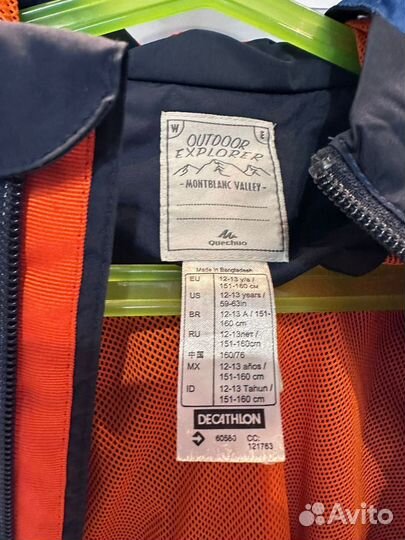 W E
OUTDOOR
EXPLORER
- MONTBLANC VALLEY -
Quechua
Made in Bangladesh
EU 12-13 y/a /
151-160 см
US 12-13 years /
59-63in
BR 12-13 A / 151-
160 cm
RU 12-13лет /
151-160cm
中国 160/76
MX 12-13 años /
151-160 cm
ID 12-13 Tahun /
151-160 cm
DECATHLON
CC:
121763
Avito